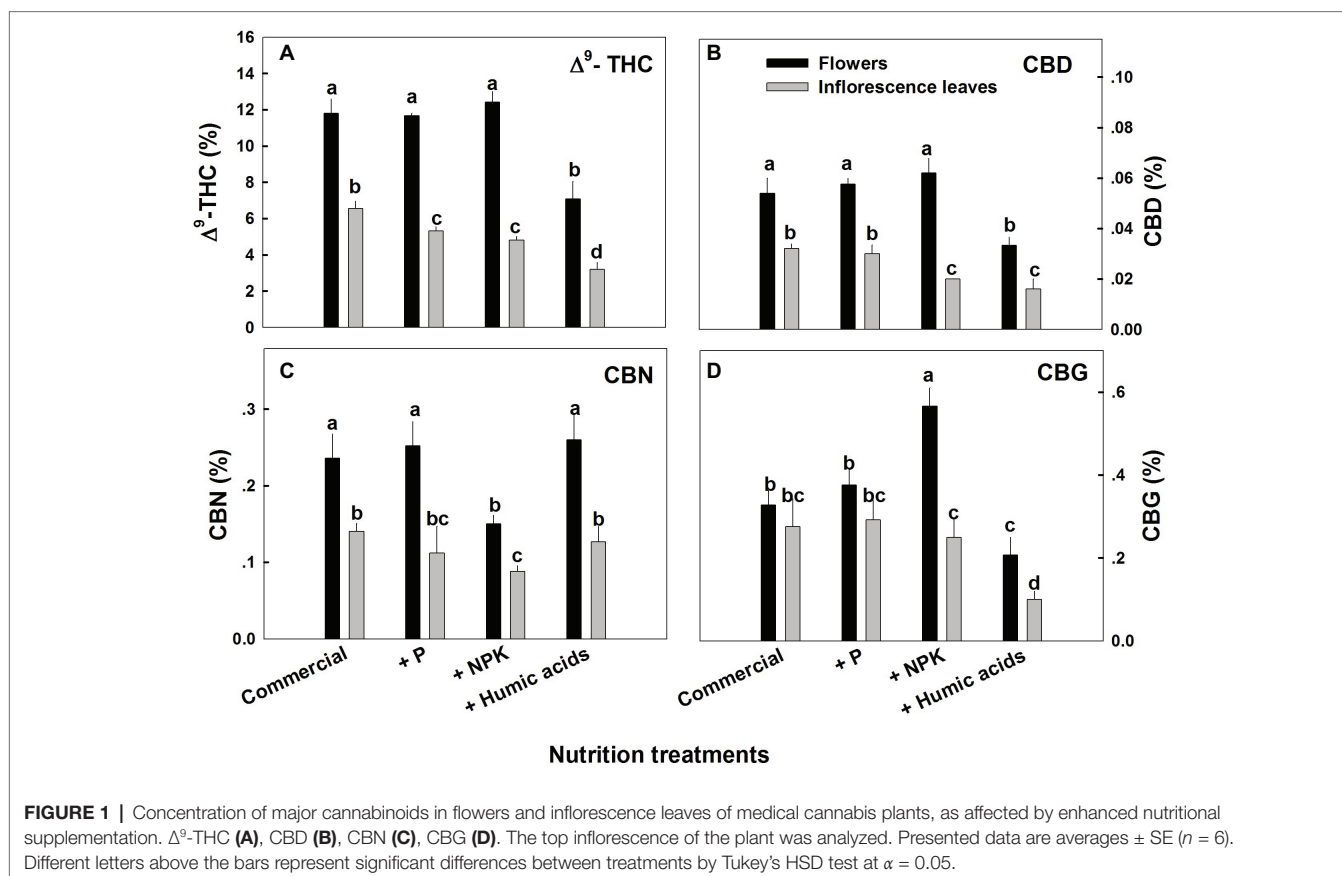 A
Δ⁹- THC
Δ⁹-THC (%)
16
14
12
10
8
6
4
2
0
a
b
a
c
a
c
b
d
B
Flowers
Inflorescence leaves
CBD
CBD (%)
.10
0.08
0.06
0.04
.02
0.00
a
b
a
b
a
c
b
c
C
CBN
CBN (%)
.3
.2
0.1
0.0
a
b
a
bc
b
c
a
b
D
CBG
CBG (%)
.6
.4
.2
0.0
b
bc
b
bc
a
c
c
d
Commercial
+ P
+ NPK
+ Humic acids
Commercial
+ P
+ NPK
+ Humic acids
Nutrition treatments
FIGURE 1 | Concentration of major cannabinoids in flowers and inflorescence leaves of medical cannabis plants, as affected by enhanced nutritional
supplementation. Δ⁹-THC (A), CBD (B), CBN (C), CBG (D). The top inflorescence of the plant was analyzed. Presented data are averages ± SE (n = 6).
Different letters above the bars represent significant differences between treatments by Tukey's HSD test at α = 0.05.